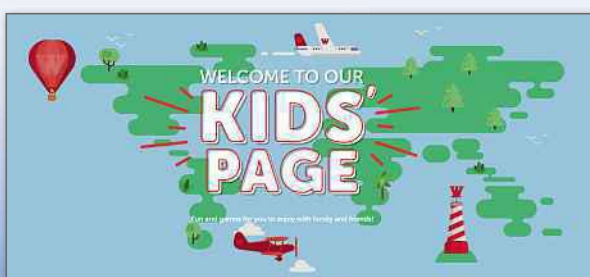 WELCOME TO OUR
KIDS'
PAGE
Fun and games for you to enjoy with family and friends!